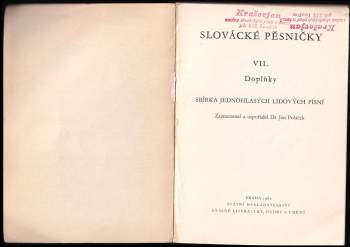 Krašovjan
Krašovjan
SLOVÁCKÉ PĚSNIČKY
VII.
Doplňky
SBÍRKA JEDNOHLASÝCH LIDOVÝCH PÍSNÍ
Zaznamenal a uspořádal Dr Jan Poláček
PRAHA
STÁTNÍ NAKLADATELSTVÍ
KRÁSNÉ LITERATURY, HUDBY A UMĚNÍ